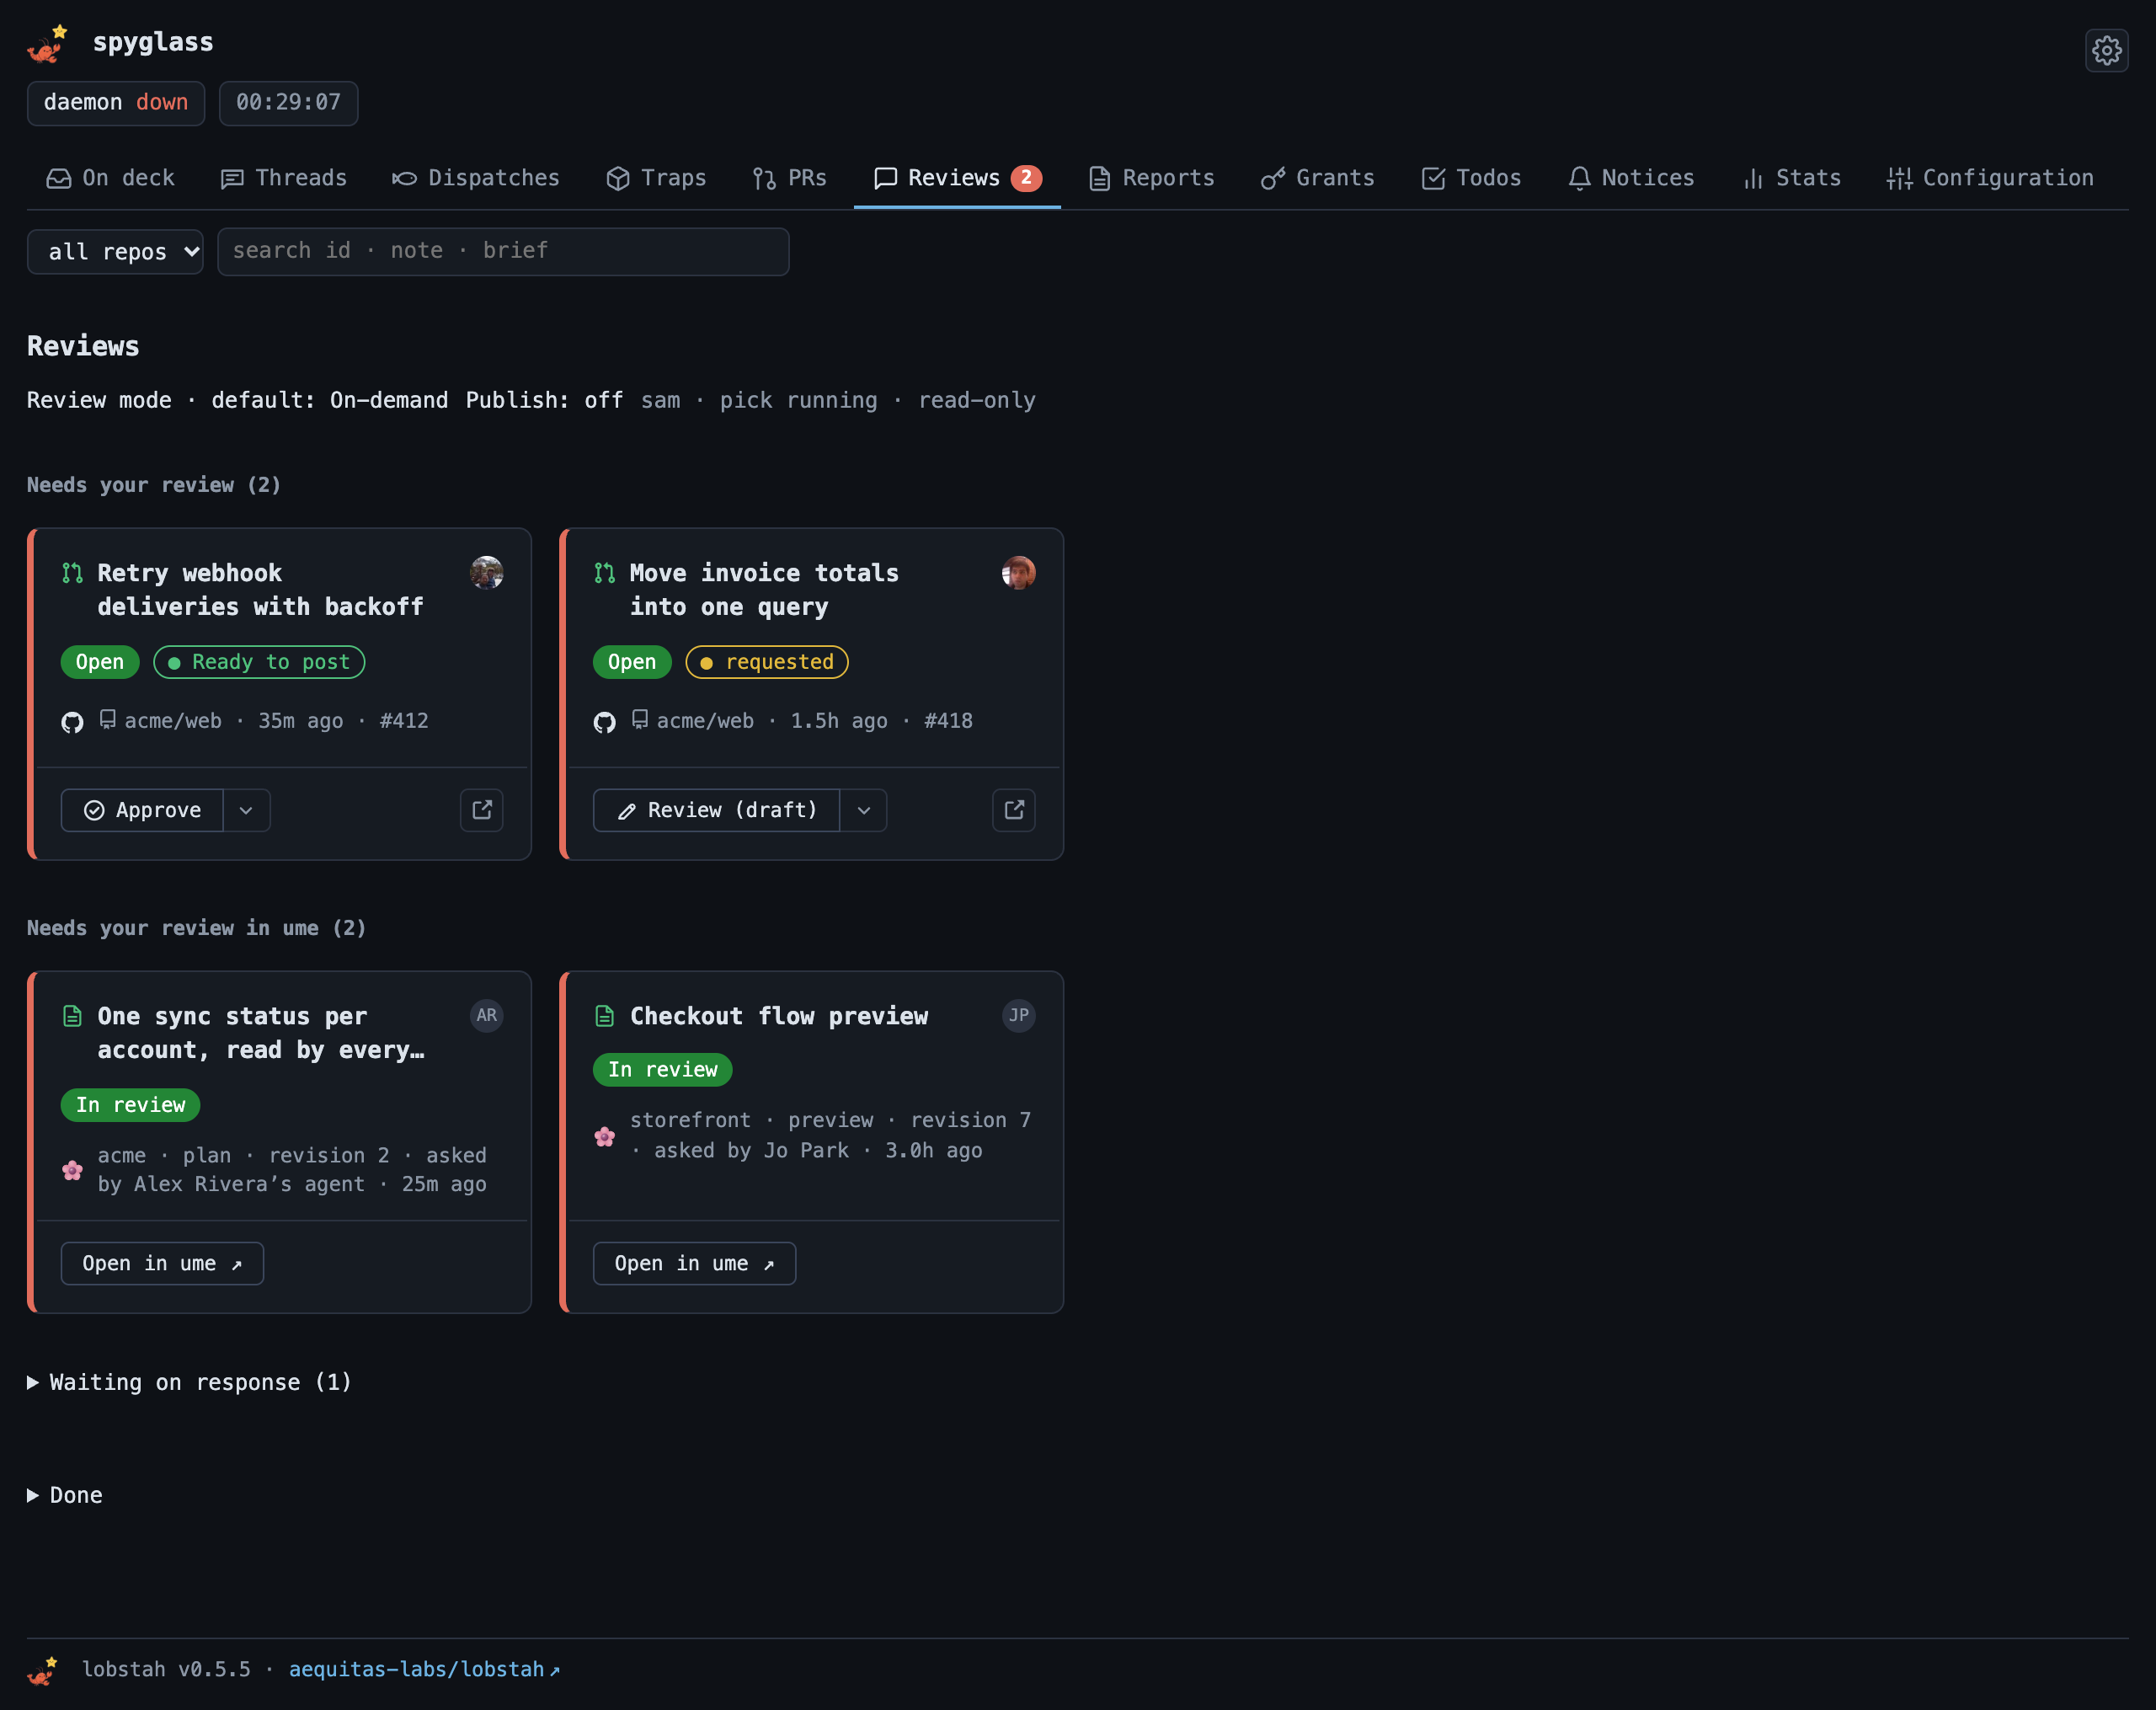 spyglass
daemon down
00:29:07
On deck
Threads
Dispatches
Traps
PRs
Reviews 2
Reports
Grants
Todos
Notices
Stats
Configuration
all repos
search id · note · brief
Reviews
Review mode · default: On-demand Publish: off sam · pick running · read-only
Needs your review (2)
Retry webhook
deliveries with backoff
Open
Ready to post
acme/web · 35m ago · #412
Approve
Move invoice totals
into one query
Open
requested
acme/web · 1.5h ago · #418
Review (draft)
Needs your review in ume (2)
One sync status per
account, read by every…
AR
In review
acme · plan · revision 2 · asked
by Alex Rivera’s agent · 25m ago
Open in ume ↗
Checkout flow preview
JP
In review
storefront · preview · revision 7
· asked by Jo Park · 3.0h ago
Open in ume ↗
Waiting on response (1)
Done
lobstah v0.5.5 · aequitas-labs/lobstah↗